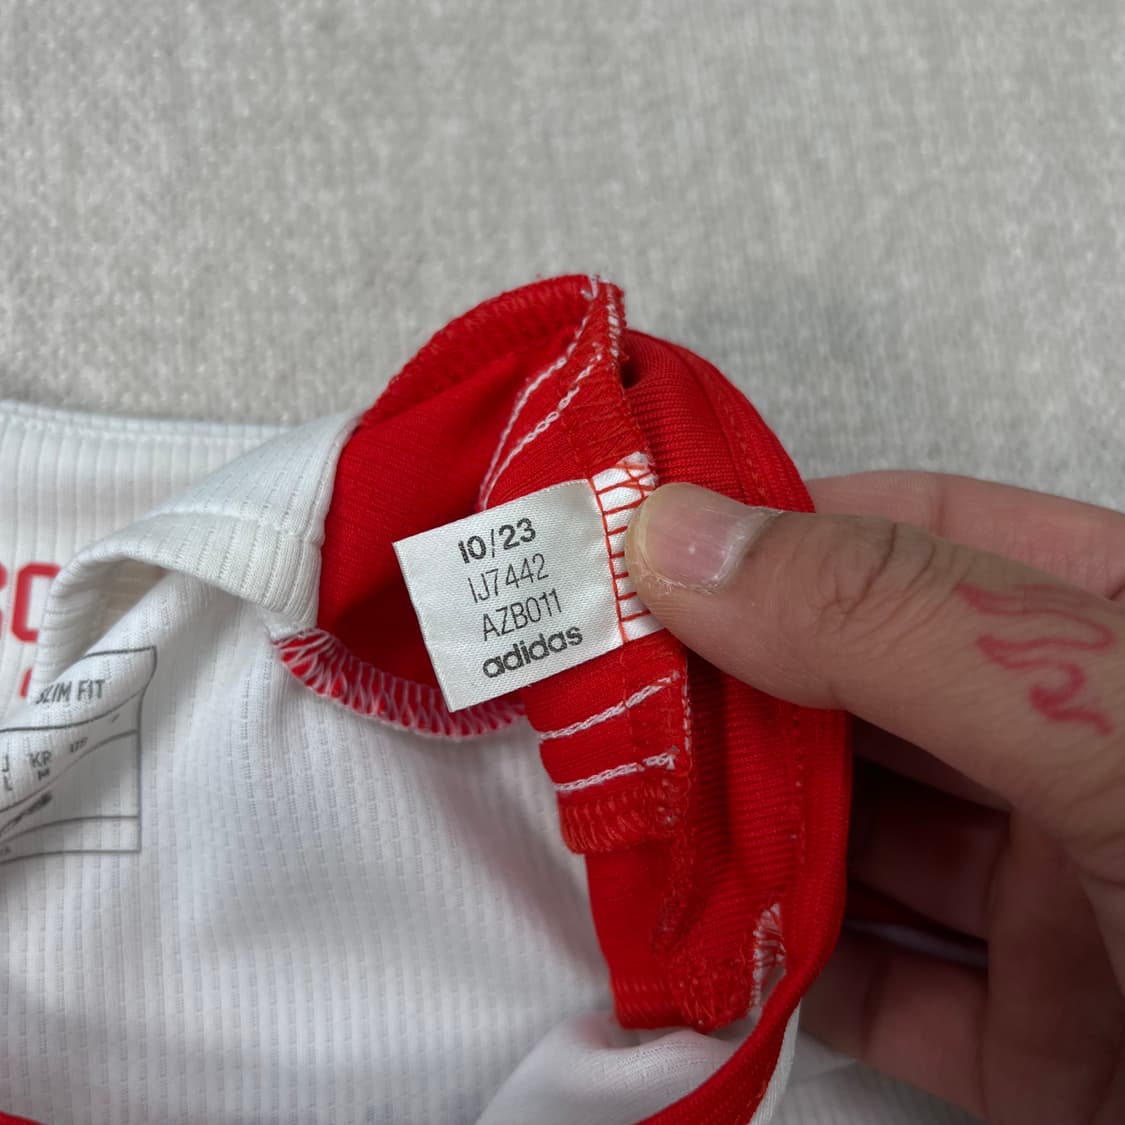 10/23
IJ7442
AZB011
adidas
SLIM FIT
KR